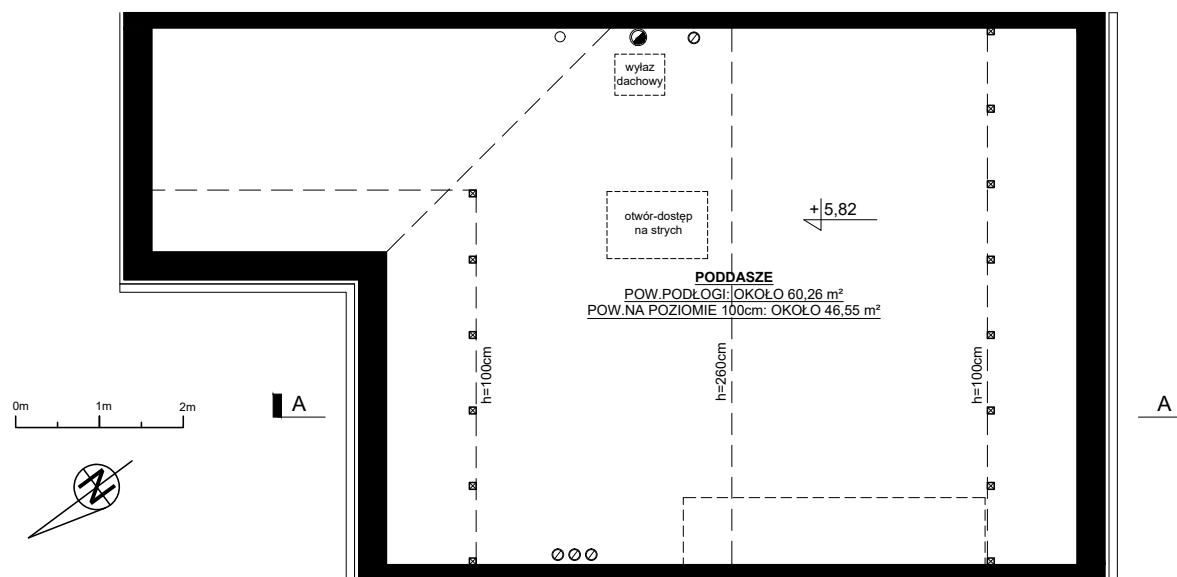 wyłaz
dachowy
otwór-dostęp
na strych
+5,82
PODDASZE
POW.PODŁOGI: OKOŁO 60,26 m²
POW.NA POZIOMIE 100cm: OKOŁO 46,55 m²
h=100cm
h=260cm
h=100cm
0m 1m 2m
A
A
N